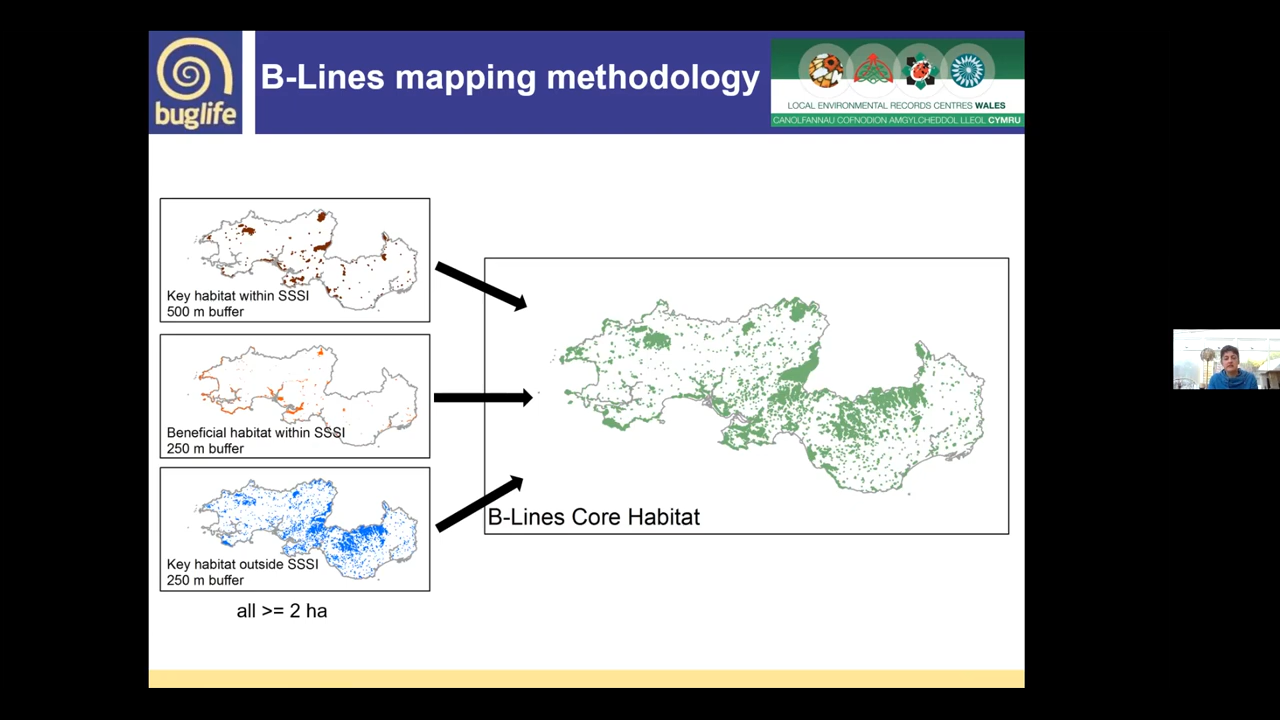 buglife
B-Lines mapping methodology
LOCAL ENVIRONMENTAL RECORDS CENTRES WALES
CANOLFANNAU COFNODION AMGYLCHEDDOL LLEOL CYMRU
Key habitat within SSSI
500 m buffer
Beneficial habitat within SSSI
250 m buffer
Key habitat outside SSSI
250 m buffer
all >= 2 ha
B-Lines Core Habitat